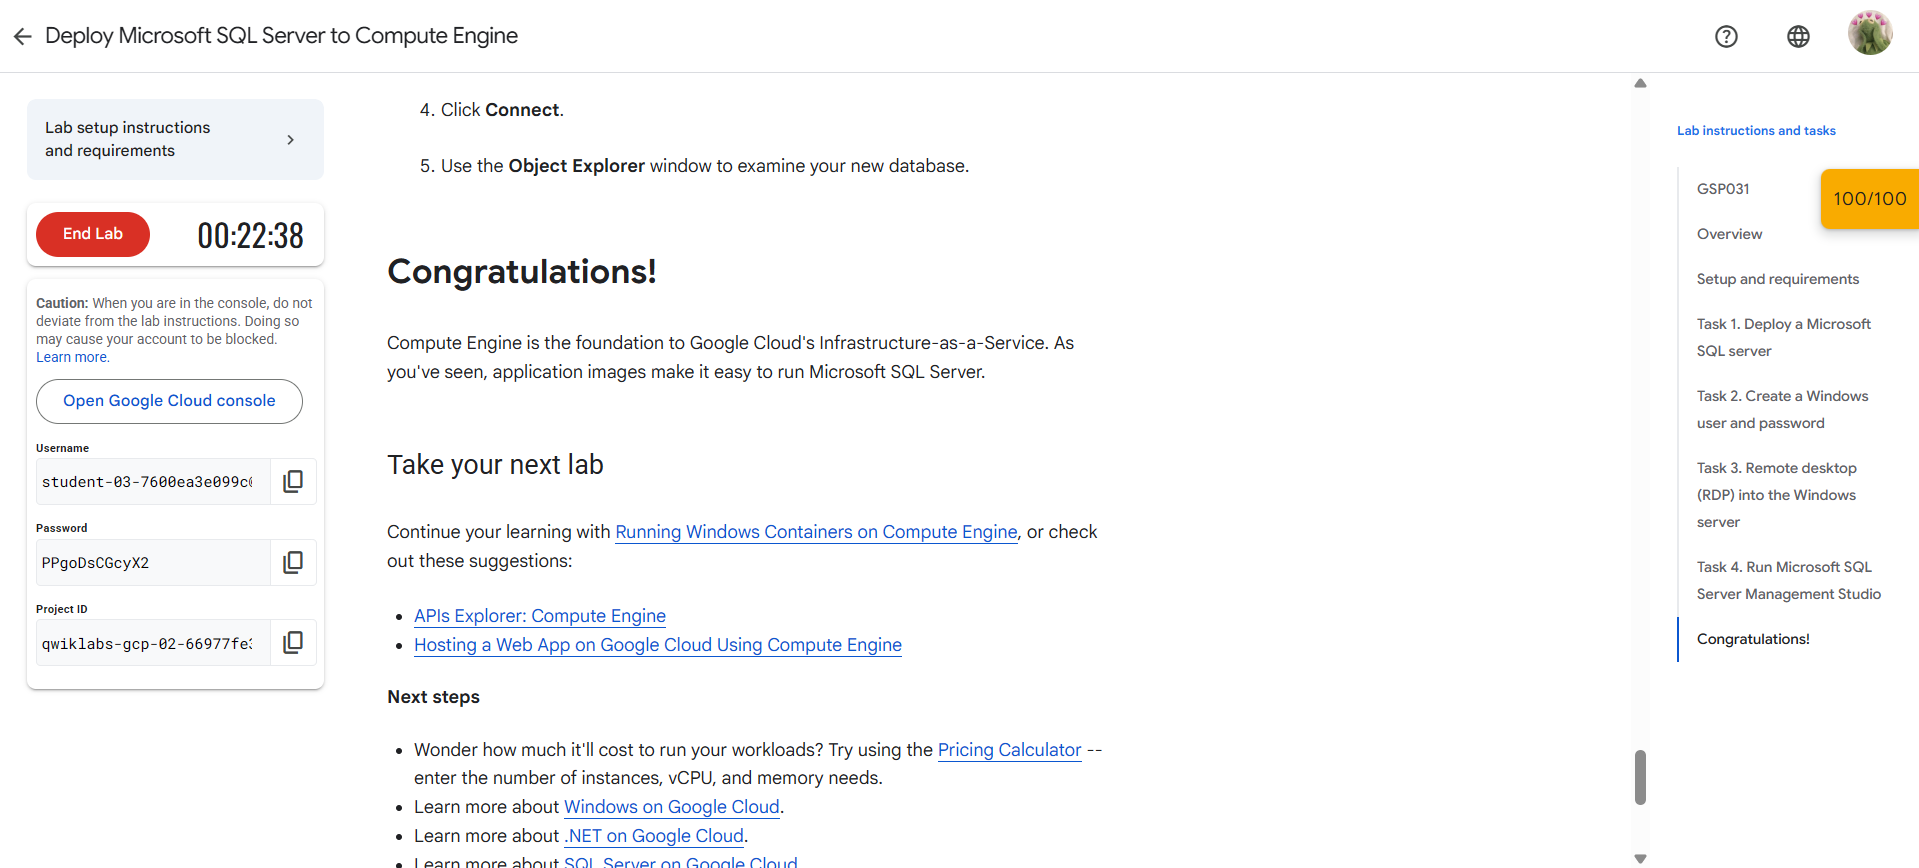 Deploy Microsoft SQL Server to Compute Engine
Lab setup instructions
and requirements
End Lab
00:22:38
Caution: When you are in the console, do not
deviate from the lab instructions. Doing so
may cause your account to be blocked.
Learn more.
Open Google Cloud console
Username
student-03-7600ea3e099c
Password
PPgoDsCGcyX2
Project ID
qwiklabs-gcp-02-66977fe
4. Click Connect.
5. Use the Object Explorer window to examine your new database.
Congratulations!
Compute Engine is the foundation to Google Cloud's Infrastructure-as-a-Service. As
you've seen, application images make it easy to run Microsoft SQL Server.
Take your next lab
Continue your learning with Running Windows Containers on Compute Engine, or check
out these suggestions:
• APIs Explorer: Compute Engine
• Hosting a Web App on Google Cloud Using Compute Engine
Next steps
• Wonder how much it'll cost to run your workloads? Try using the Pricing Calculator --
enter the number of instances, vCPU, and memory needs.
• Learn more about Windows on Google Cloud.
• Learn more about .NET on Google Cloud.
• Learn more about SQL Server on Google Cloud
Lab instructions and tasks
GSP031
100/100
Overview
Setup and requirements
Task 1. Deploy a Microsoft
SQL server
Task 2. Create a Windows
user and password
Task 3. Remote desktop
(RDP) into the Windows
server
Task 4. Run Microsoft SQL
Server Management Studio
Congratulations!